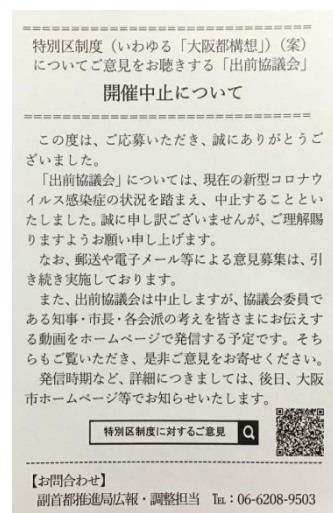 特別区制度（いわゆる「大阪都構想」）（案）
についてご意見をお聴きする「出前協議会」
開催中止について
この度は、ご応募いただき、誠にありがとうご
ざいました。
「出前協議会」については、現在の新型コロナウ
イルス感染症の状況を踏まえ、中止することとい
たしました。誠に申し訳ございませんが、ご理解賜
りますようお願い申し上げます。
なお、郵送や電子メール等による意見募集は、引
き続き実施しております。
また、出前協議会は中止しますが、協議会委員で
ある知事・市長・各会派の考えを皆さまにお伝えす
る動画をホームページで発信する予定です。そち
らもご覧いただき、是非ご意見をお寄せください。
発信時期など、詳細につきましては、後日、大阪
市ホームページ等でお知らせいたします。
特別区制度に対するご意見
【お問合わせ】
副首都推進局広報・調整担当 ℡：06-6208-9503